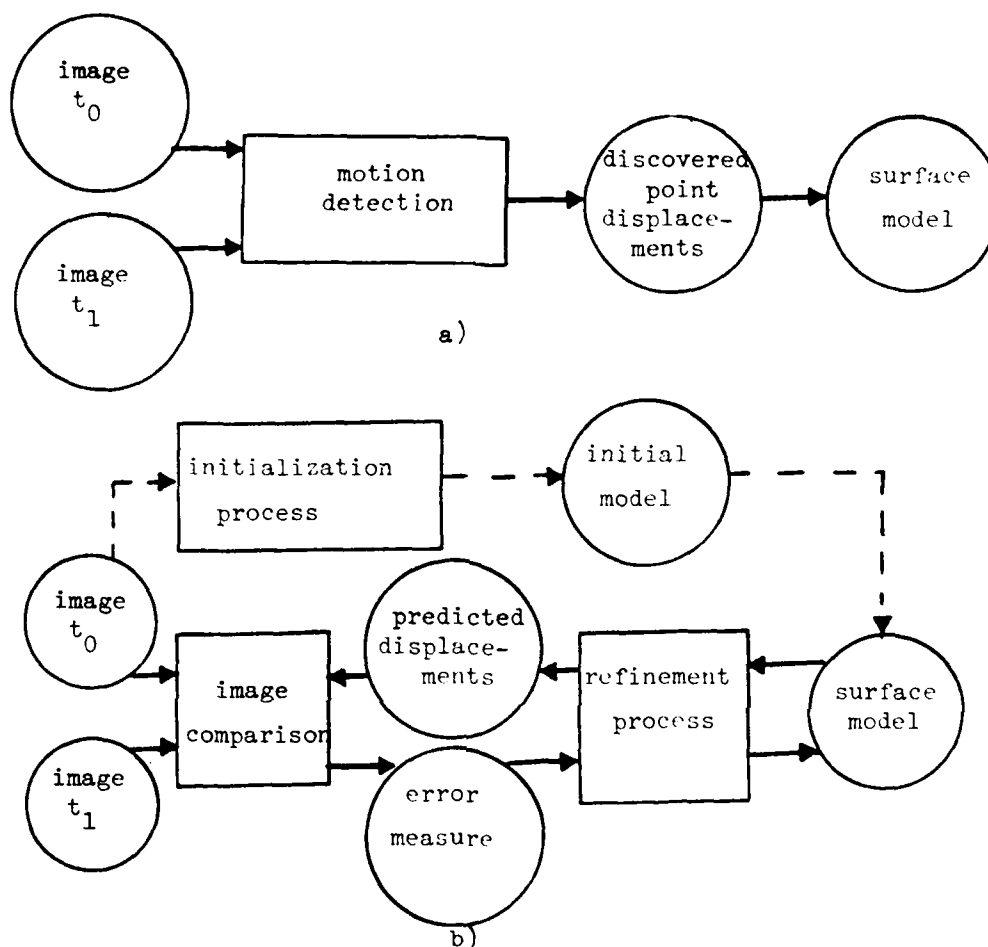 image
t0
motion
detection
discovered
point
displace-
ments
surface
model
image
t1
a)
initialization
process
initial
model
image
t0
predicted
displace-
ments
image
comparison
refinement
process
surface
model
image
t1
error
measure
b)